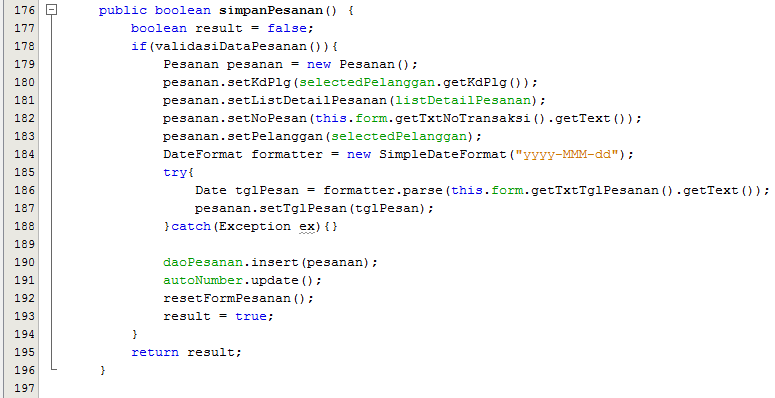 176 public boolean simpanPesanan() {
177 boolean result = false;
178 if(validasiDataPesanan()){
179 Pesanan pesanan = new Pesanan();
180 pesanan.setKdPlg(selectedPelanggan.getKdPlg());
181 pesanan.setListDetailPesanan(listDetailPesanan);
182 pesanan.setNoPesan(this.form.getTxtNoTransaksi().getText());
183 pesanan.setPelanggan(selectedPelanggan);
184 DateFormat formatter = new SimpleDateFormat("yyyy-MMM-dd");
185 try{
186 Date tglPesan = formatter.parse(this.form.getTxtTglPesanan().getText());
187 pesanan.setTglPesan(tglPesan);
188 }catch(Exception ex){}
189
190 daoPesanan.insert(pesanan);
191 autoNumber.update();
192 resetFormPesanan();
193 result = true;
194 }
195 return result;
196 }
197